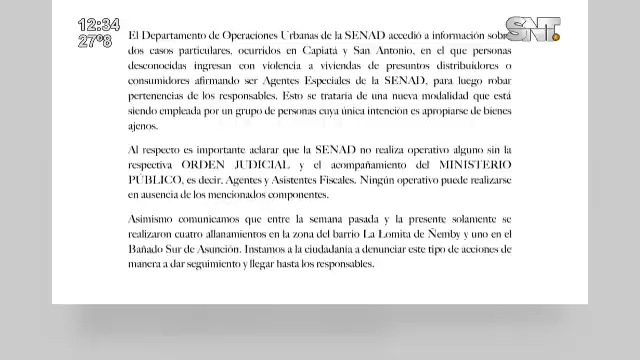 12:34
27º8
SNT
El Departamento de Operaciones Urbanas de la SENAD accedió a información sobre
dos casos particulares, ocurridos en Capiatá y San Antonio, en el que personas
desconocidas ingresan con violencia a viviendas de presuntos distribuidores o
consumidores afirmando ser Agentes Especiales de la SENAD, para luego robar
pertenencias de los responsables. Esto se trataría de una nueva modalidad que está
siendo empleada por un grupo de personas cuya única intención es apropiarse de bienes
ajenos.
Al respecto es importante aclarar que la SENAD no realiza operativo alguno sin la
respectiva ORDEN JUDICIAL y el acompañamiento del MINISTERIO
PÚBLICO, es decir, Agentes y Asistentes Fiscales. Ningún operativo puede realizarse
en ausencia de los mencionados componentes.
Asimismo comunicamos que entre la semana pasada y la presente solamente se
realizaron cuatro allanamientos en la zona del barrio La Lomita de Ñemby y uno en el
Bañado Sur de Asunción. Instamos a la ciudadanía a denunciar este tipo de acciones de
manera a dar seguimiento y llegar hasta los responsables.